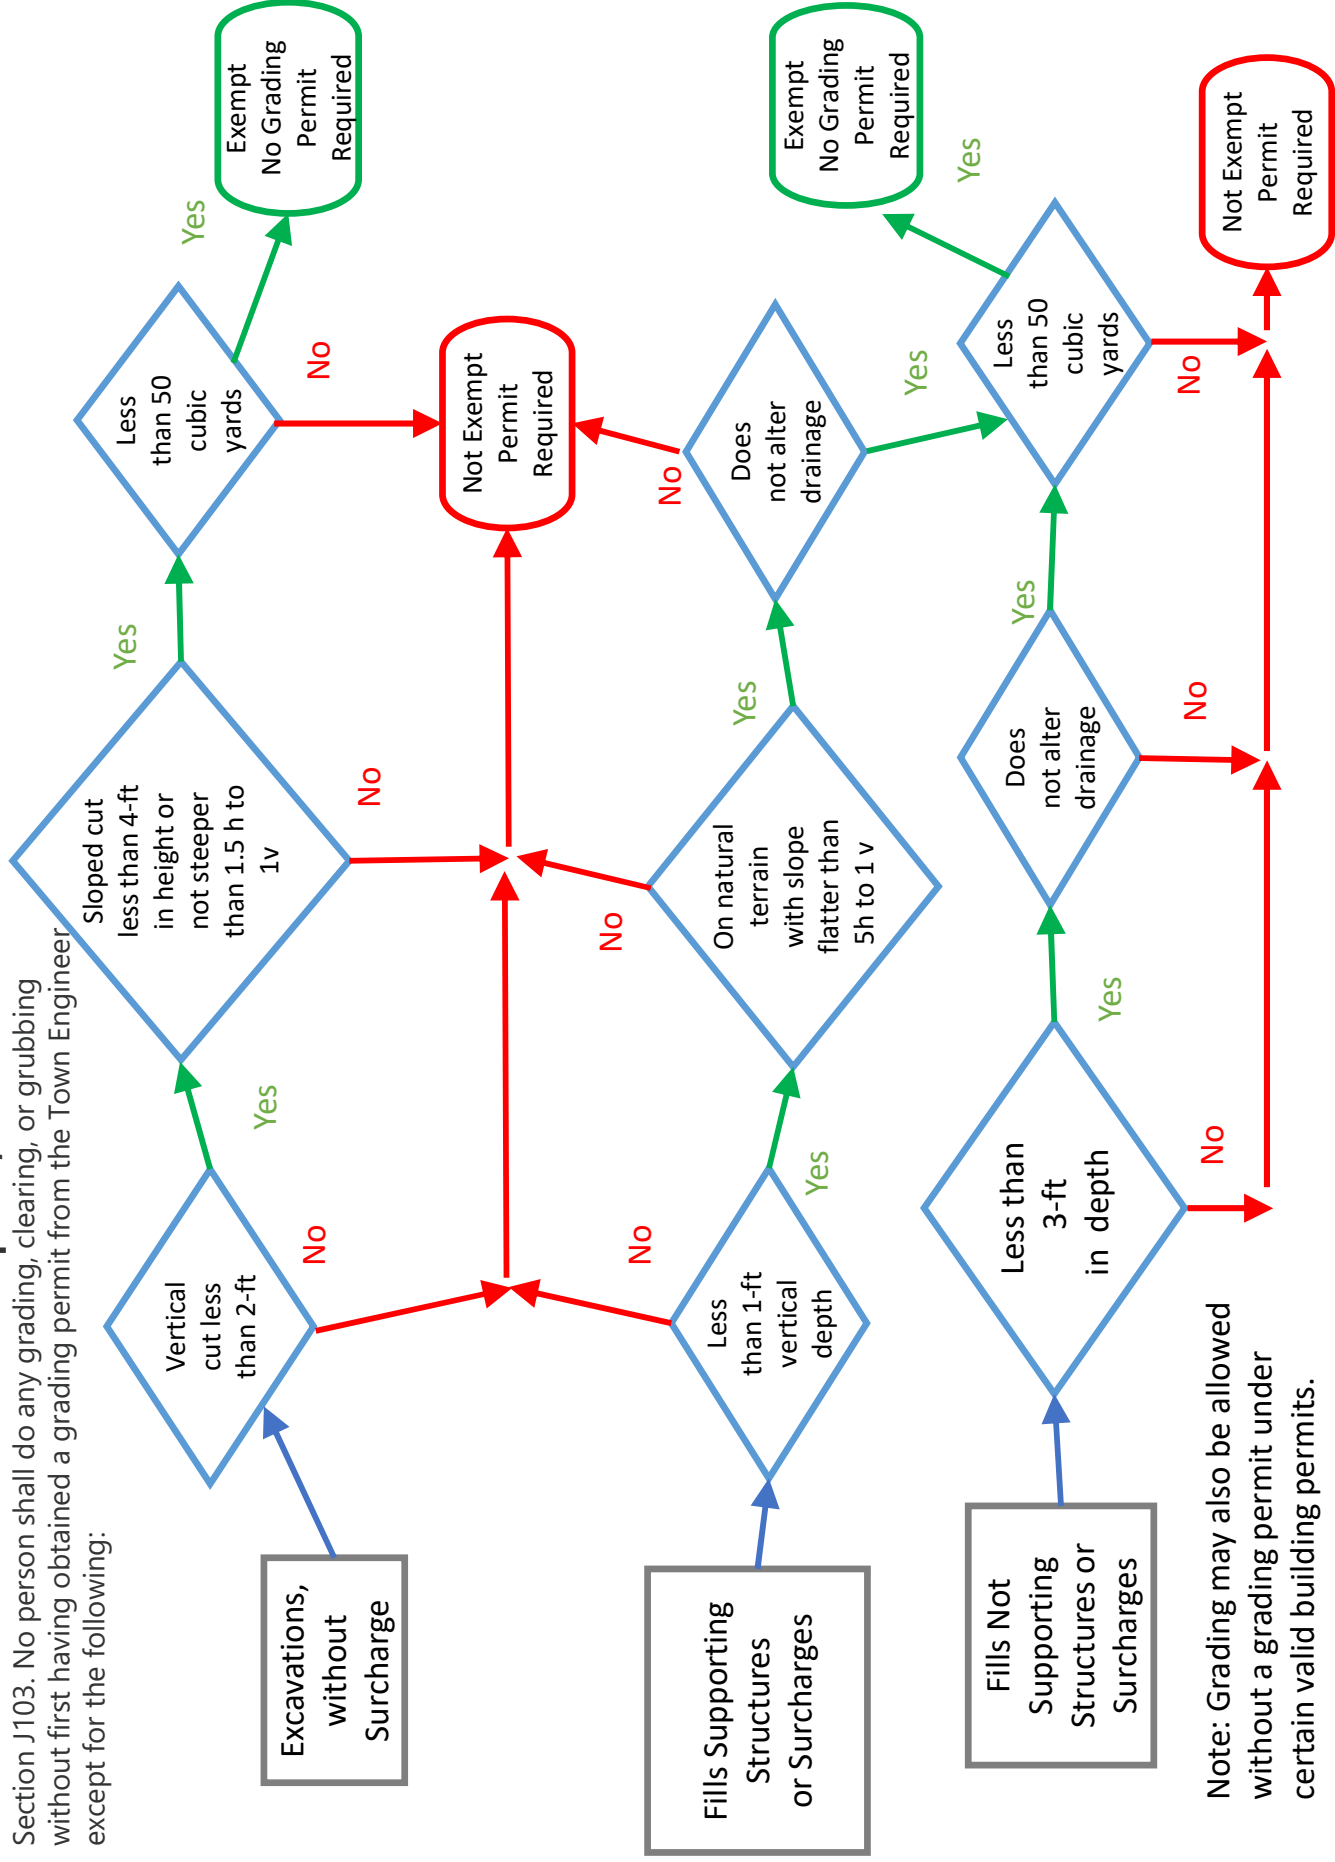 Section J103. No person shall do any grading, clearing, or grubbing
without first having obtained a grading permit from the Town Engineer
except for the following:
Excavations,
without
Surcharge
Vertical
cut less
than 2-ft
Yes
No
Sloped cut
less than 4-ft
in height or
not steeper
than 1.5 h to
1v
Yes
No
Less
than 50
cubic
yards
Yes
No
Exempt
No Grading
Permit
Required
Not Exempt
Permit
Required
Fills Supporting
Structures
or Surcharges
Less
than 1-ft
vertical
depth
No
Yes
On natural
terrain
with slope
flatter than
5h to 1 v
No
Yes
Does
not alter
drainage
No
Yes
Exempt
No Grading
Permit
Required
Fills Not
Supporting
Structures or
Surcharges
Less than
3-ft
in depth
Yes
No
Does
not alter
drainage
Yes
No
Less
than 50
cubic
yards
Yes
No
Not Exempt
Permit
Required
Note: Grading may also be allowed
without a grading permit under
certain valid building permits.